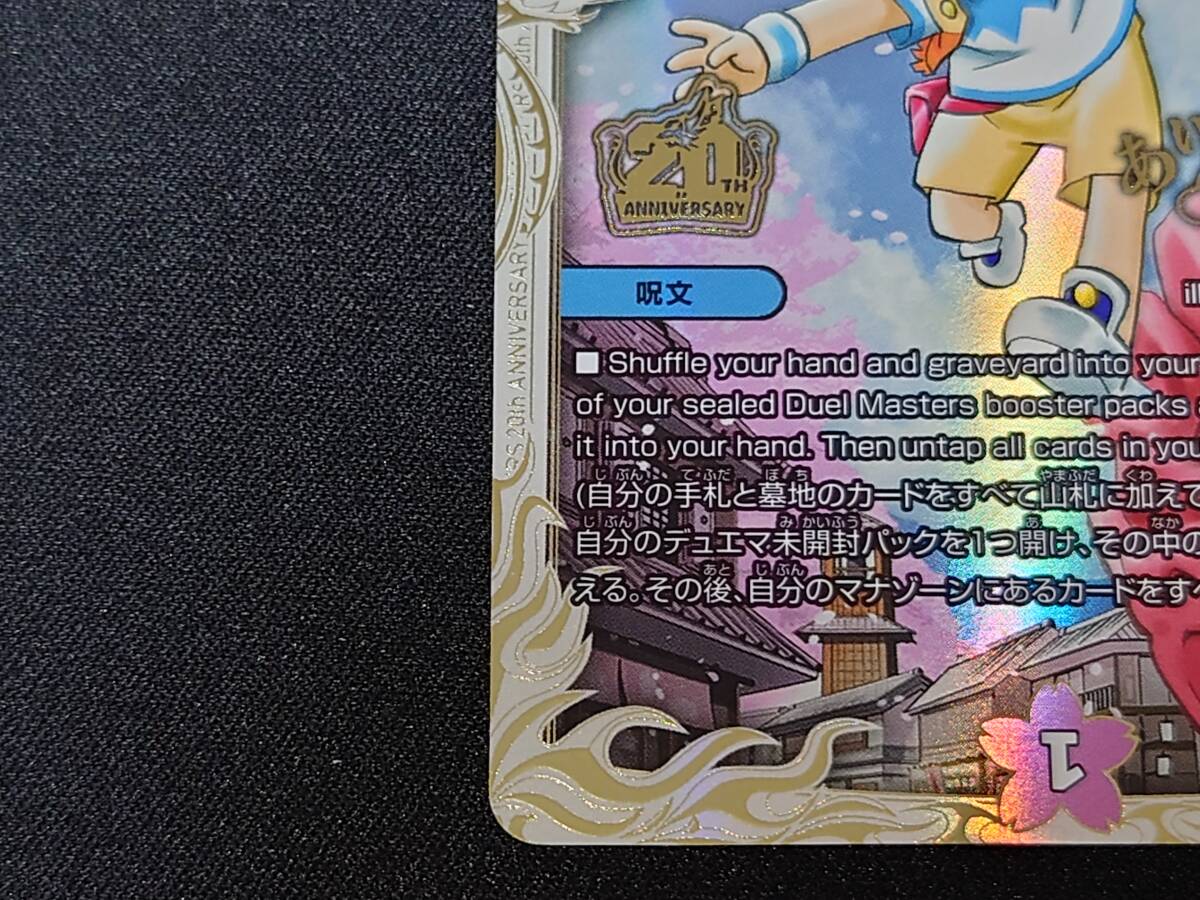 20TH
ANNIVERSARY
あい
呪文
ill
RS 20th ANNIVERSARY
■ Shuffle your hand and graveyard into your
of your sealed Duel Masters booster packs
it into your hand. Then untap all cards in you
(自分の手札と墓地のカードをすべて山札に加えて
自分のデュエマ未開封パックを1つ開け、その中の
える。その後、自分のマナゾーンにあるカードをす
1